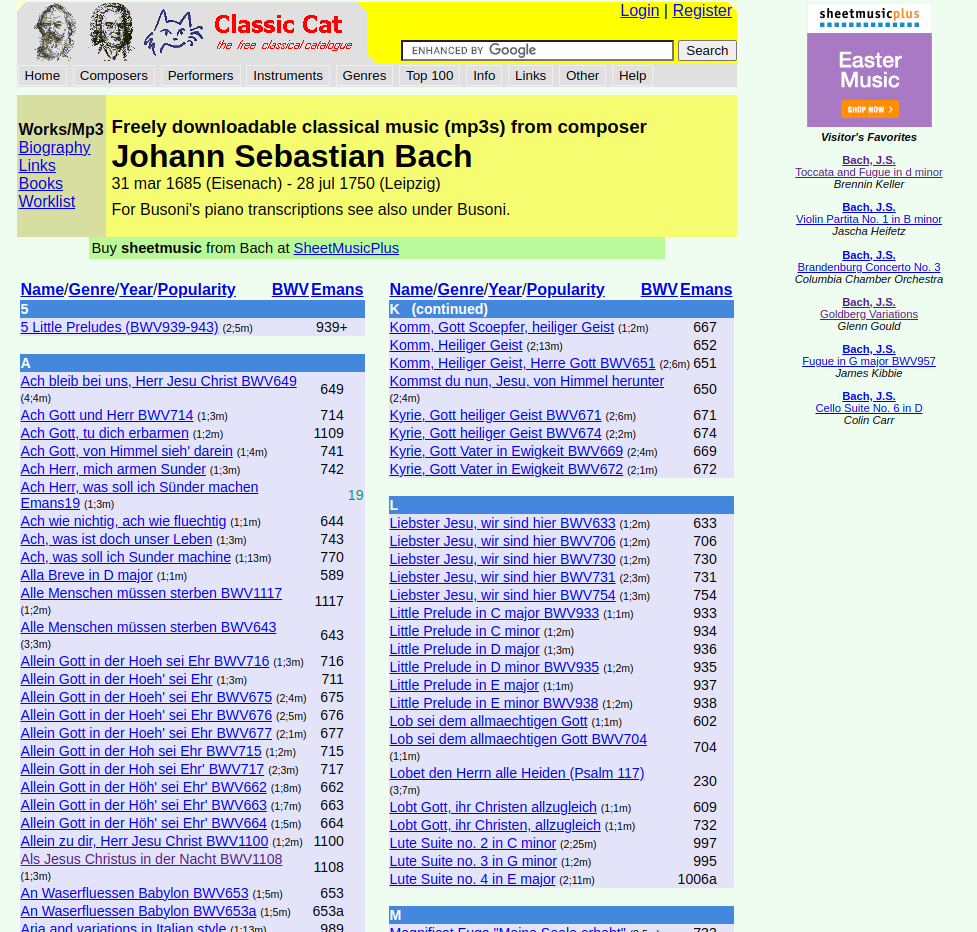 Classic Cat
the free classical catalogue
Login | Register
ENHANCED BY Google
Search
Home Composers Performers Instruments Genres Top 100 Info Links Other Help
Works/Mp3
Biography
Links
Books
Worklist
Freely downloadable classical music (mp3s) from composer
Johann Sebastian Bach
31 mar 1685 (Eisenach) - 28 jul 1750 (Leipzig)
For Busoni's piano transcriptions see also under Busoni.
Buy sheetmusic from Bach at SheetMusicPlus
Name/Genre/Year/Popularity BWV Emans
5
5 Little Preludes (BWV939-943) (2;5m) 939+
A
Ach bleib bei uns, Herr Jesu Christ BWV649
(4;4m) 649
Ach Gott und Herr BWV714 (1;3m) 714
Ach Gott, tu dich erbarmen (1;2m) 1109
Ach Gott, von Himmel sieh' darein (1;4m) 741
Ach Herr, mich armen Sunder (1;3m) 742
Ach Herr, was soll ich Sünder machen
Emans19 (1;3m) 19
Ach wie nichtig, ach wie fluechtig (1;1m) 644
Ach, was ist doch unser Leben (1;3m) 743
Ach, was soll ich Sunder machine (1;13m) 770
Alla Breve in D major (1;1m) 589
Alle Menschen müssen sterben BWV1117
(1;2m) 1117
Alle Menschen müssen sterben BWV643
(3;3m) 643
Allein Gott in der Hoeh sei Ehr BWV716 (1;3m) 716
Allein Gott in der Hoeh' sei Ehr (1;3m) 711
Allein Gott in der Hoeh' sei Ehr BWV675 (2;4m) 675
Allein Gott in der Hoeh' sei Ehr BWV676 (2;5m) 676
Allein Gott in der Hoeh' sei Ehr BWV677 (2;1m) 677
Allein Gott in der Hoh sei Ehr BWV715 (1;2m) 715
Allein Gott in der Hoh sei Ehr' BWV717 (2;3m) 717
Allein Gott in der Höh' sei Ehr' BWV662 (1;8m) 662
Allein Gott in der Höh' sei Ehr' BWV663 (1;7m) 663
Allein Gott in der Höh' sei Ehr' BWV664 (1;5m) 664
Allein zu dir, Herr Jesu Christ BWV1100 (1;2m) 1100
Als Jesus Christus in der Nacht BWV1108
(1;3m) 1108
An Waserfluessen Babylon BWV653 (1;5m) 653
An Waserfluessen Babylon BWV653a (1;5m) 653a
Aria and variations in Italian style (1;13m) 989
Name/Genre/Year/Popularity BWV Emans
K (continued)
Komm, Gott Scoepfer, heiliger Geist (1;2m) 667
Komm, Heiliger Geist (2;13m) 652
Komm, Heiliger Geist, Herre Gott BWV651 (2;6m) 651
Kommst du nun, Jesu, von Himmel herunter
(2;4m) 650
Kyrie, Gott heiliger Geist BWV671 (2;6m) 671
Kyrie, Gott heiliger Geist BWV674 (2;2m) 674
Kyrie, Gott Vater in Ewigkeit BWV669 (2;4m) 669
Kyrie, Gott Vater in Ewigkeit BWV672 (2;1m) 672
L
Liebster Jesu, wir sind hier BWV633 (1;2m) 633
Liebster Jesu, wir sind hier BWV706 (1;2m) 706
Liebster Jesu, wir sind hier BWV730 (1;2m) 730
Liebster Jesu, wir sind hier BWV731 (2;3m) 731
Liebster Jesu, wir sind hier BWV754 (1;3m) 754
Little Prelude in C major BWV933 (1;1m) 933
Little Prelude in C minor (1;2m) 934
Little Prelude in D major (1;3m) 936
Little Prelude in D minor BWV935 (1;2m) 935
Little Prelude in E major (1;1m) 937
Little Prelude in E minor BWV938 (1;2m) 938
Lob sei dem allmaechtigen Gott (1;1m) 602
Lob sei dem allmaechtigen Gott BWV704
(1;1m) 704
Lobet den Herrn alle Heiden (Psalm 117)
(3;7m) 230
Lobt Gott, ihr Christen allzugleich (1;1m) 609
Lobt Gott, ihr Christen, allzugleich (1;1m) 732
Lute Suite no. 2 in C minor (2;25m) 997
Lute Suite no. 3 in G minor (1;2m) 995
Lute Suite no. 4 in E major (2;11m) 1006a
M
Magnificat Fuge "Meine Seele erhebt" 733
sheetmusicplus
Easter
Music
SHOP NOW >
Visitor's Favorites
Bach, J.S.
Toccata and Fugue in d minor
Brennin Keller
Bach, J.S.
Violin Partita No. 1 in B minor
Jascha Heifetz
Bach, J.S.
Brandenburg Concerto No. 3
Columbia Chamber Orchestra
Bach, J.S.
Goldberg Variations
Glenn Gould
Bach, J.S.
Fugue in G major BWV957
James Kibbie
Bach, J.S.
Cello Suite No. 6 in D
Colin Carr